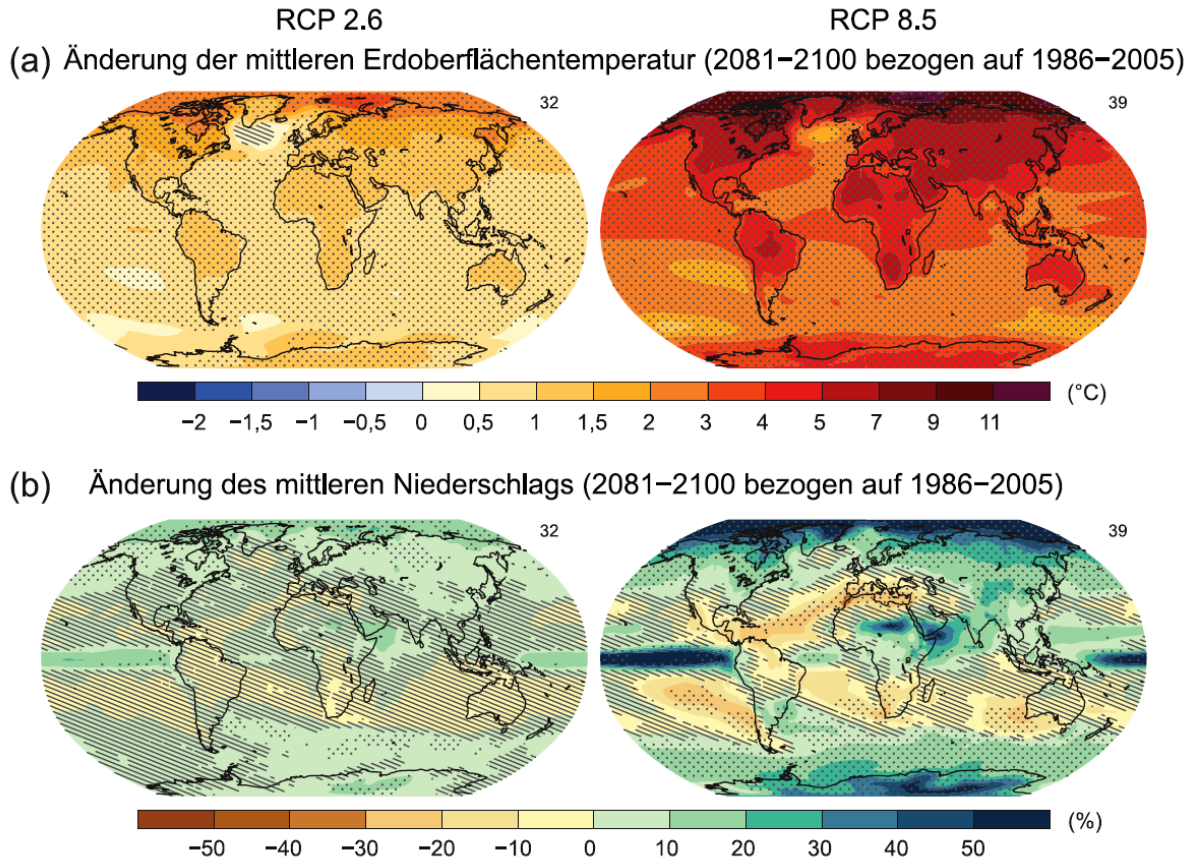 RCP 2.6 RCP 8.5
(a) Änderung der mittleren Erdoberflächentemperatur (2081−2100 bezogen auf 1986−2005)
32 39
−2 −1,5 −1 −0,5 0 0,5 1 1,5 2 3 4 5 7 9 11 (°C)
(b) Änderung des mittleren Niederschlags (2081−2100 bezogen auf 1986−2005)
32 39
−50 −40 −30 −20 −10 0 10 20 30 40 50 (%)